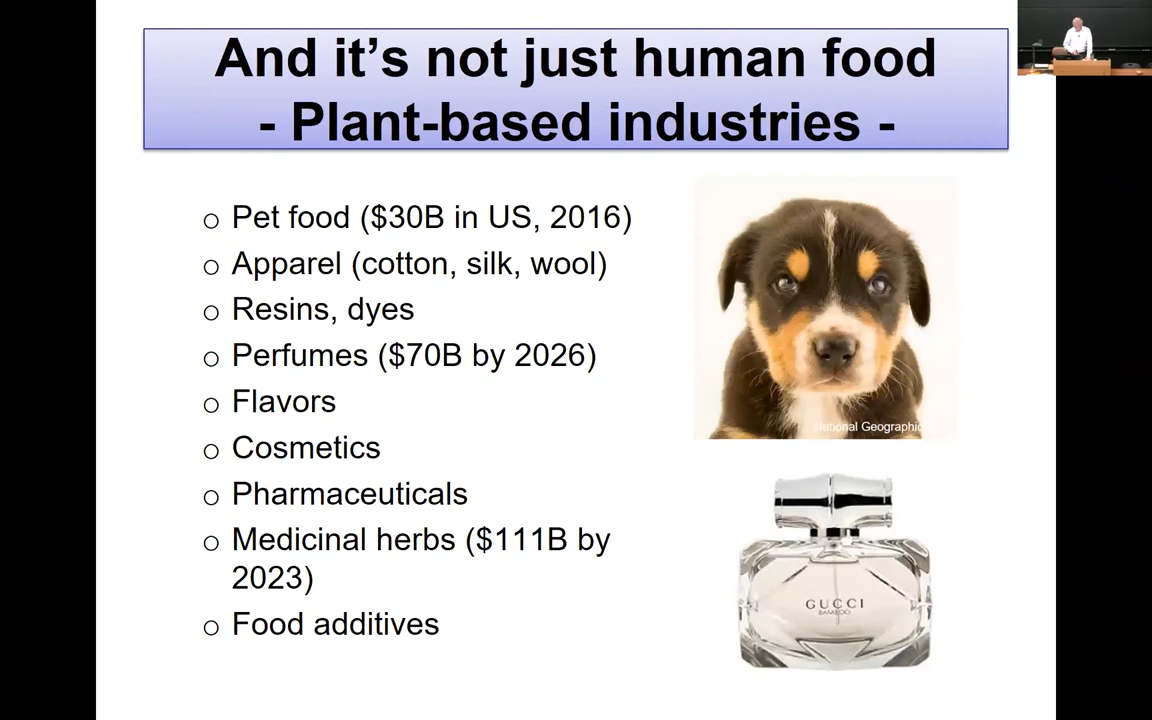 And it's not just human food
- Plant-based industries -
o Pet food ($30B in US, 2016)
o Apparel (cotton, silk, wool)
o Resins, dyes
o Perfumes ($70B by 2026)
o Flavors
o Cosmetics
o Pharmaceuticals
o Medicinal herbs ($111B by
2023)
o Food additives
National Geographic
GUCCI
BAMBOO